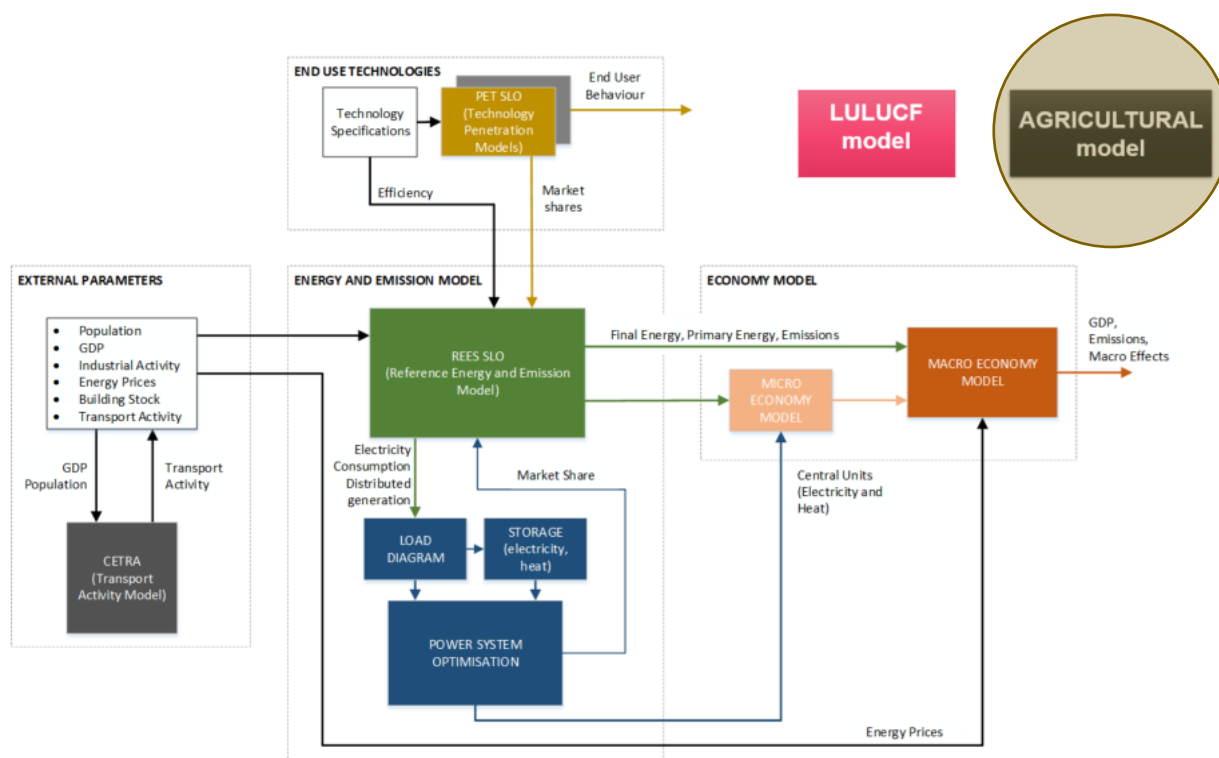 END USE TECHNOLOGIES
Technology
Specifications
PET SLO
(Technology
Penetration
Models)
End User
Behaviour
Efficiency
Market
shares
LULUCF
model
AGRICULTURAL
model
EXTERNAL PARAMETERS
• Population
• GDP
• Industrial Activity
• Energy Prices
• Building Stock
• Transport Activity
GDP
Population
Transport
Activity
CETRA
(Transport
Activity Model)
ENERGY AND EMISSION MODEL
REES SLO
(Reference Energy and Emission
Model)
Electricity
Consumption
Distributed
generation
Market Share
LOAD
DIAGRAM
STORAGE
(electricity,
heat)
POWER SYSTEM
OPTIMISATION
ECONOMY MODEL
Final Energy, Primary Energy, Emissions
MICRO
ECONOMY
MODEL
MACRO ECONOMY
MODEL
GDP,
Emissions,
Macro Effects
Central Units
(Electricity and
Heat)
Energy Prices